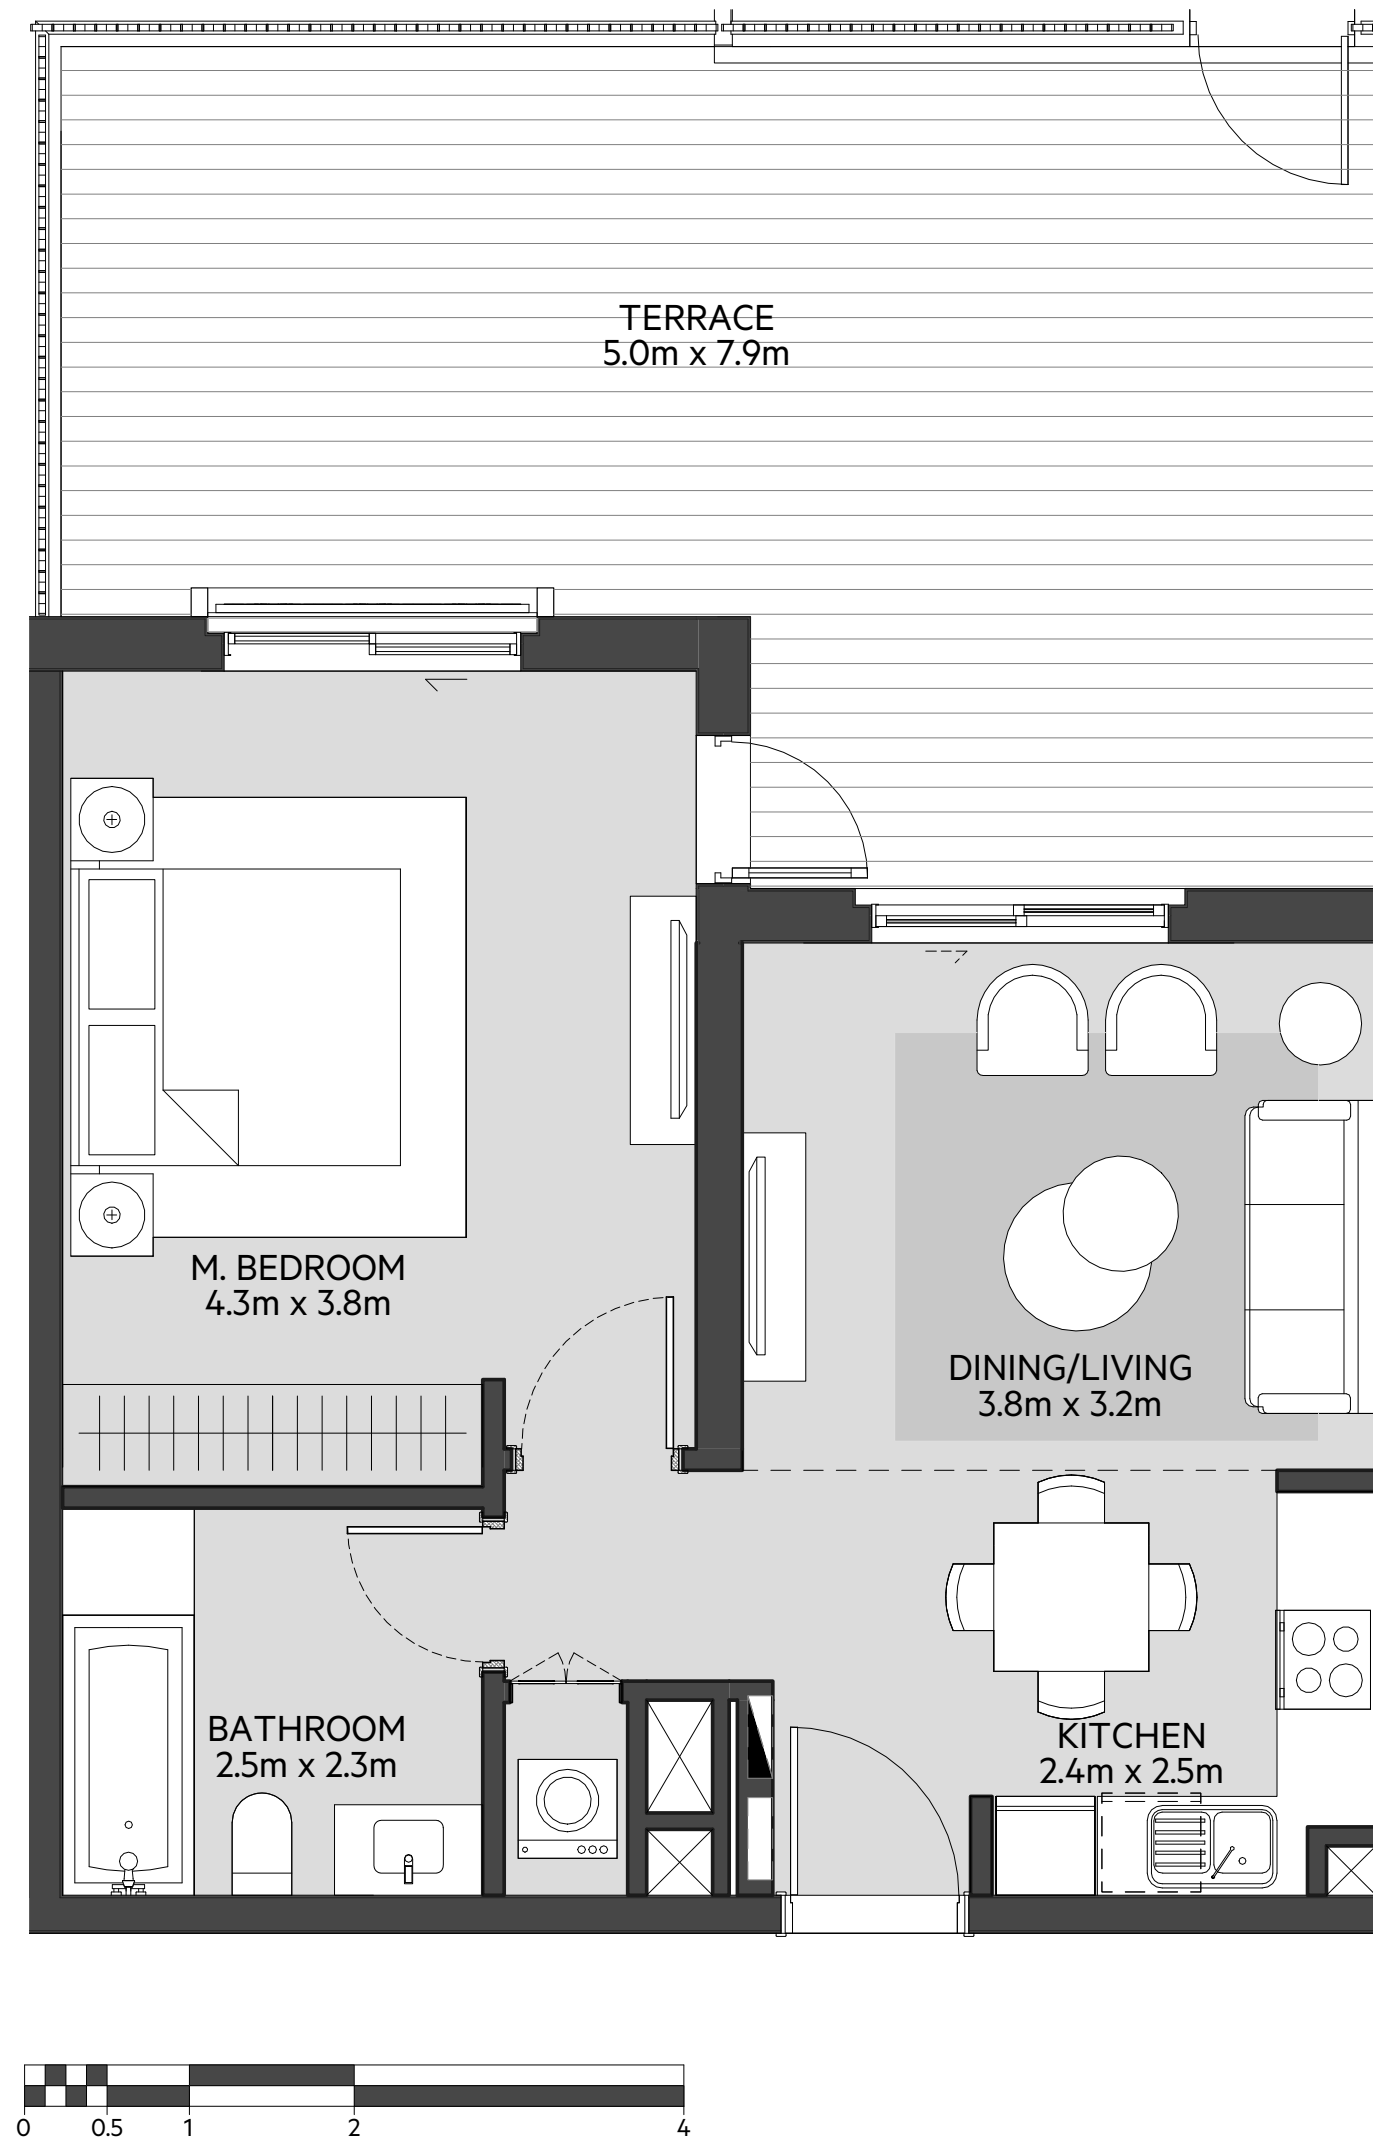 TERRACE
5.0m x 7.9m
M. BEDROOM
4.3m x 3.8m
DINING/LIVING
3.8m x 3.2m
BATHROOM
2.5m x 2.3m
KITCHEN
2.4m x 2.5m
0 0.5 1 2 4